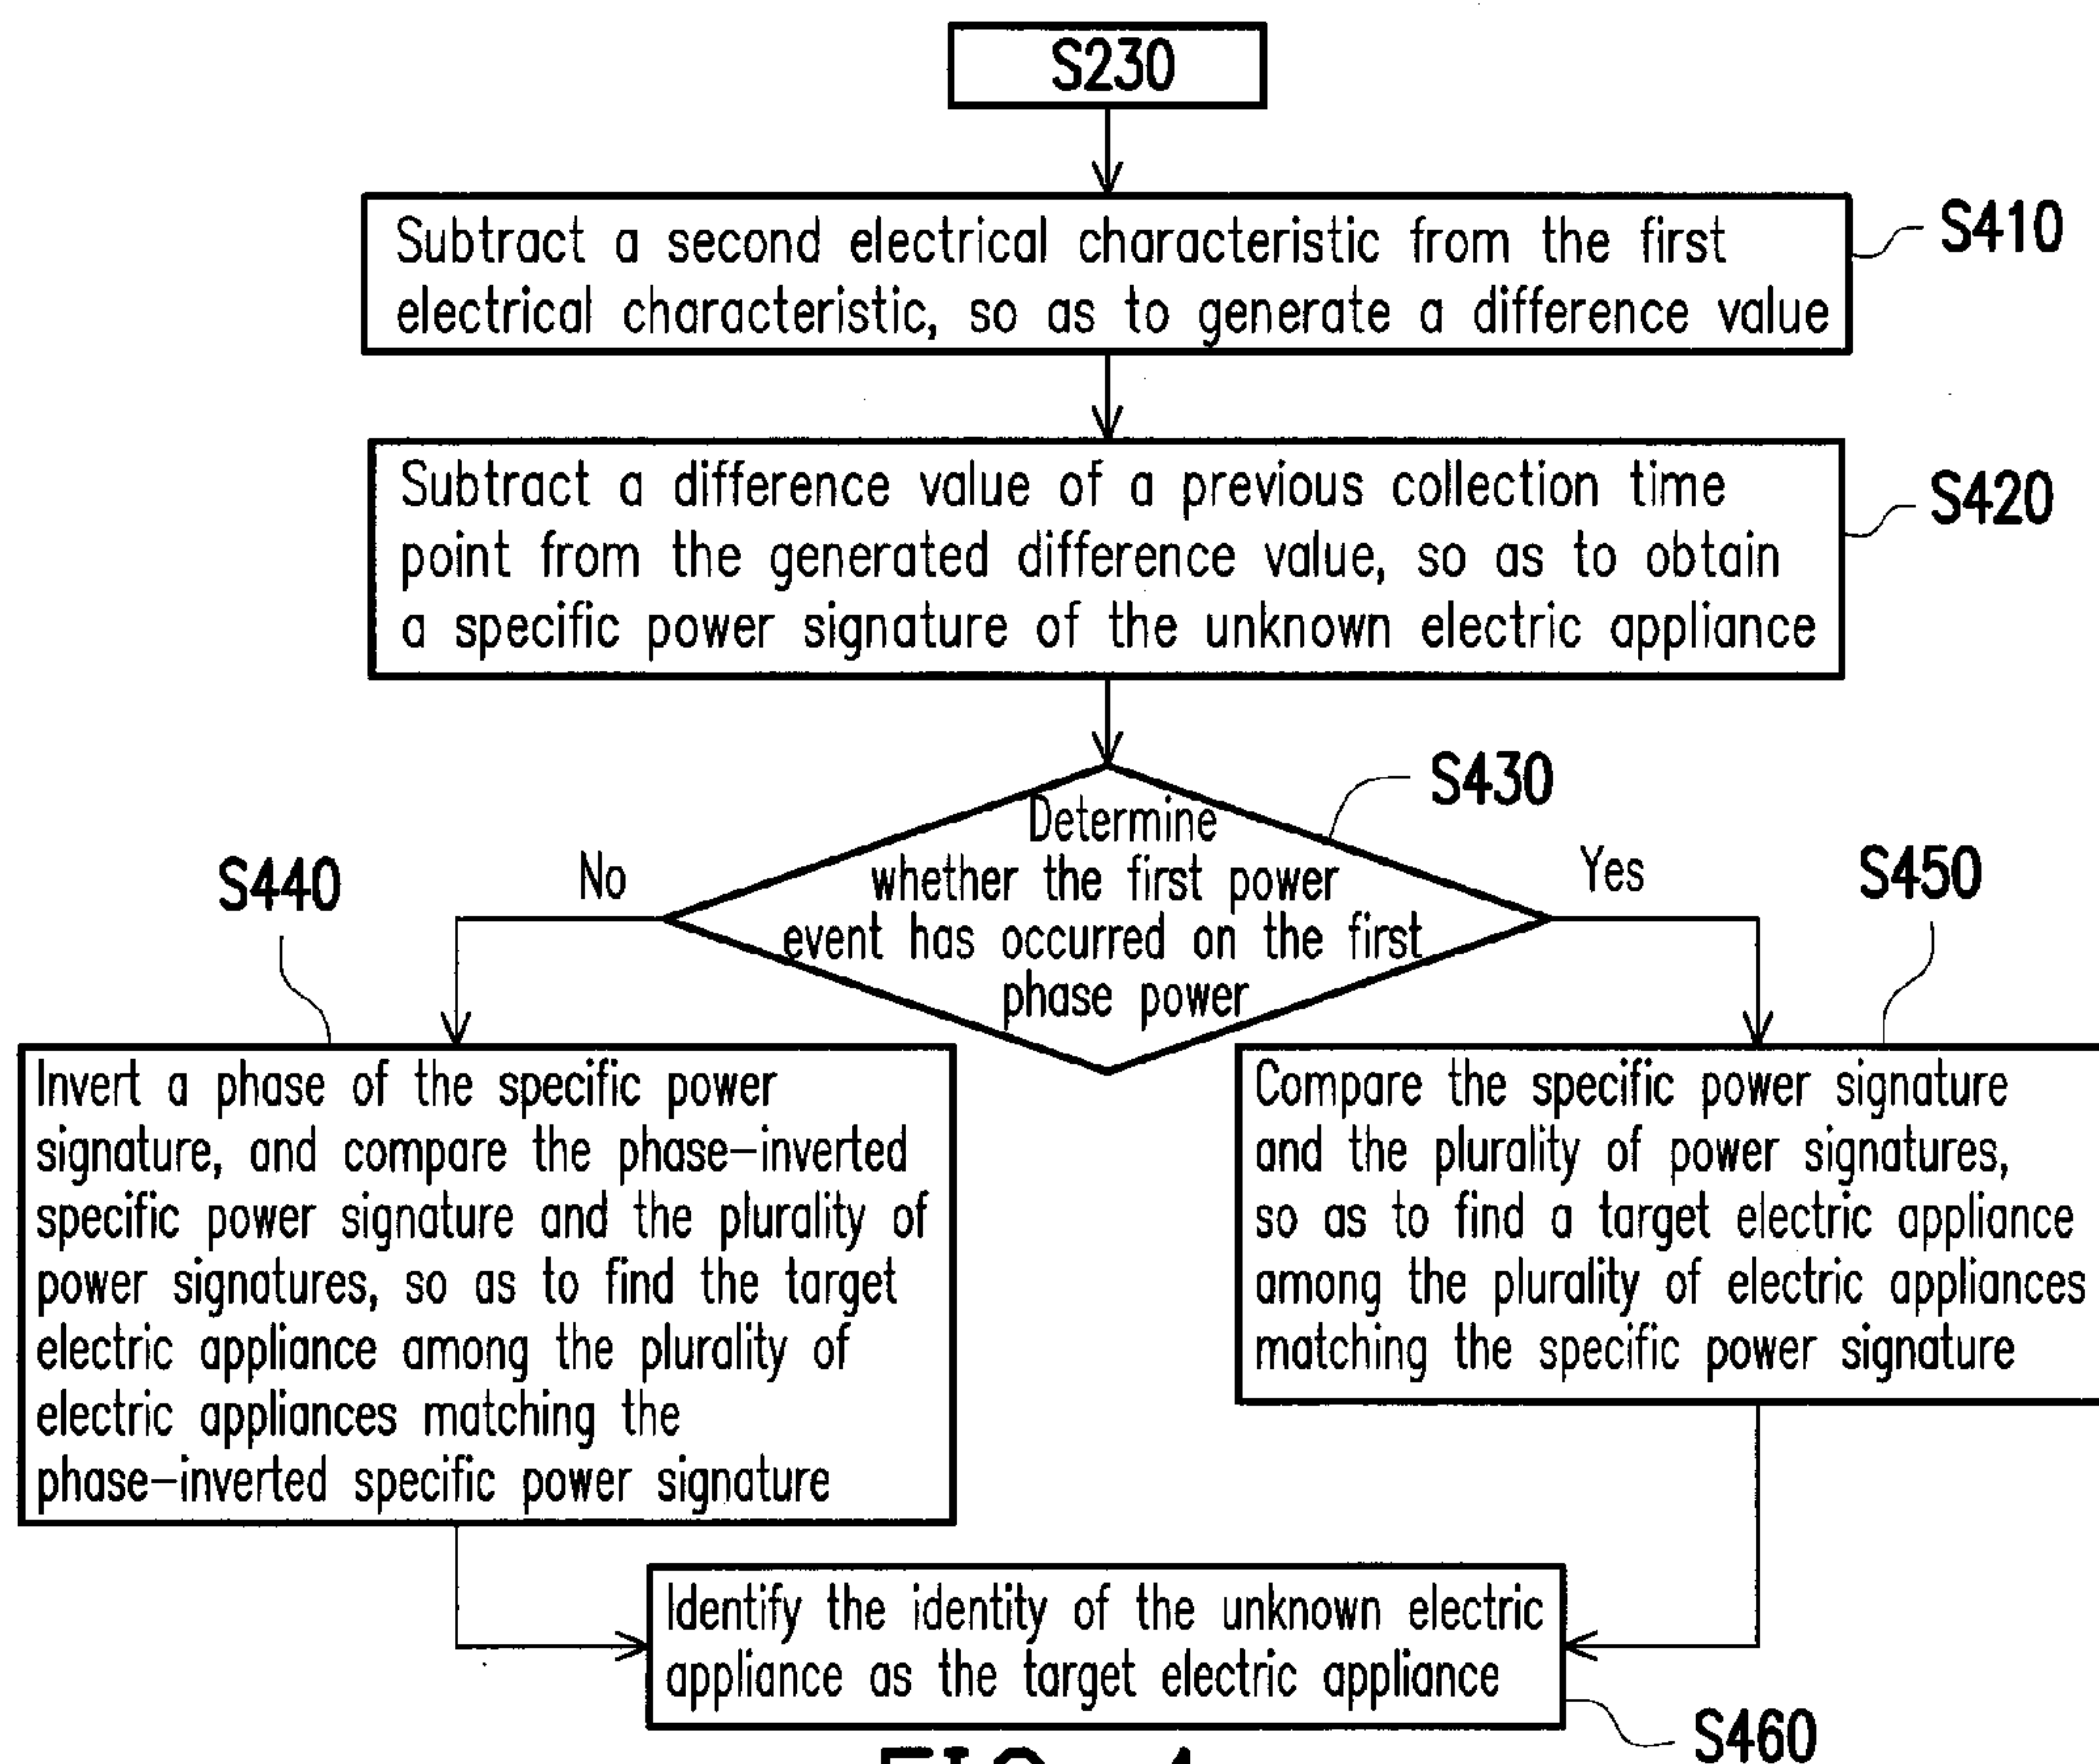 S230
Subtract a second electrical characteristic from the first
electrical characteristic, so as to generate a difference value
S410
Subtract a difference value of a previous collection time
point from the generated difference value, so as to obtain
a specific power signature of the unknown electric appliance
S420
Determine
whether the first power
event has occurred on the first
phase power
S430
No
Yes
S440
S450
Invert a phase of the specific power
signature, and compare the phase-inverted
specific power signature and the plurality of
power signatures, so as to find the target
electric appliance among the plurality of
electric appliances matching the
phase-inverted specific power signature
Compare the specific power signature
and the plurality of power signatures,
so as to find a target electric appliance
among the plurality of electric appliances
matching the specific power signature
Identify the identity of the unknown electric
appliance as the target electric appliance
S460